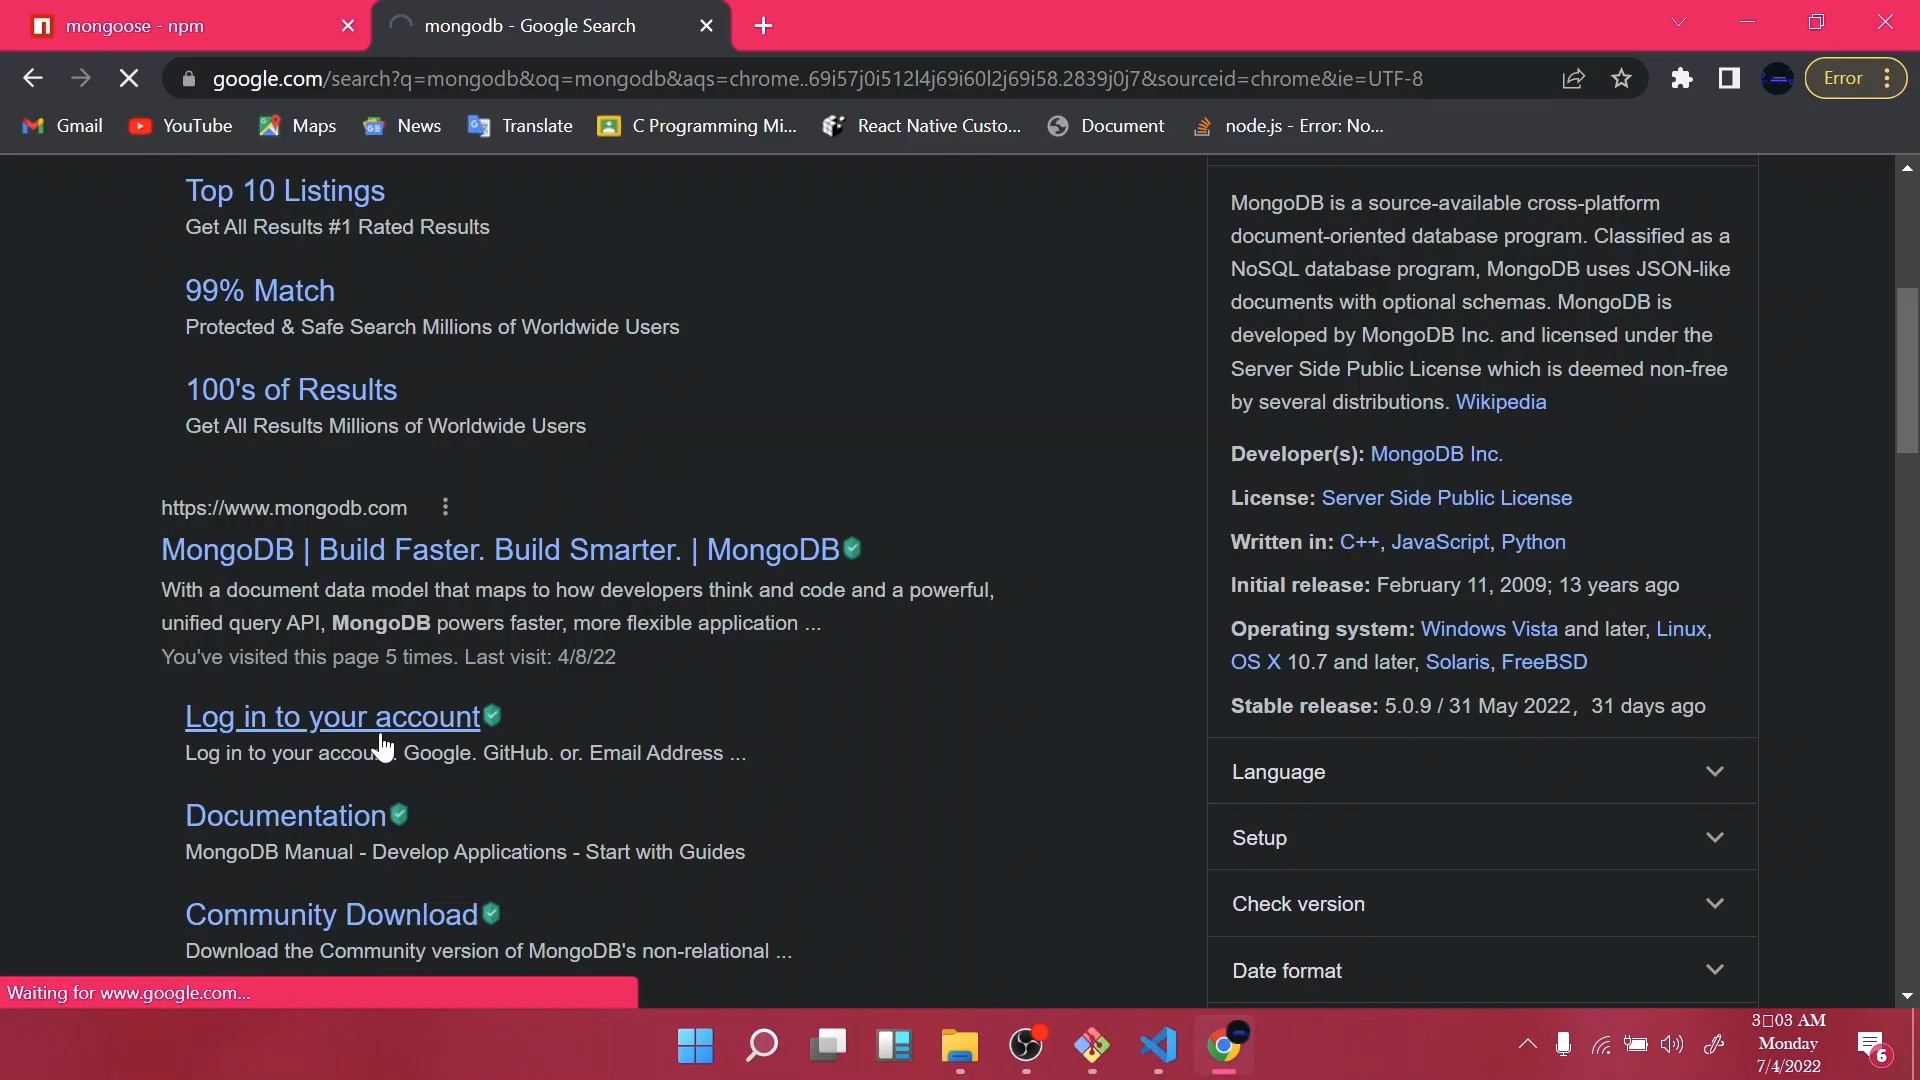 mongoose - npm
mongodb - Google Search
google.com/search?q=mongodb&oq=mongodb&aqs=chrome..69i57j0i512l4j69i60l2j69i58.2839j0j7&sourceid=chrome&ie=UTF-8
Error
Gmail
YouTube
Maps
News
Translate
C Programming Mi...
React Native Custo...
Document
node.js - Error: No...
Top 10 Listings
Get All Results #1 Rated Results
99% Match
Protected & Safe Search Millions of Worldwide Users
100's of Results
Get All Results Millions of Worldwide Users
https://www.mongodb.com
MongoDB | Build Faster. Build Smarter. | MongoDB
With a document data model that maps to how developers think and code and a powerful,
unified query API, MongoDB powers faster, more flexible application ...
You've visited this page 5 times. Last visit: 4/8/22
Log in to your account
Log in to your accou . Google. GitHub. or. Email Address ...
Documentation
MongoDB Manual - Develop Applications - Start with Guides
Community Download
Download the Community version of MongoDB's non-relational ...
MongoDB is a source-available cross-platform
document-oriented database program. Classified as a
NoSQL database program, MongoDB uses JSON-like
documents with optional schemas. MongoDB is
developed by MongoDB Inc. and licensed under the
Server Side Public License which is deemed non-free
by several distributions. Wikipedia
Developer(s): MongoDB Inc.
License: Server Side Public License
Written in: C++, JavaScript, Python
Initial release: February 11, 2009; 13 years ago
Operating system: Windows Vista and later, Linux,
OS X 10.7 and later, Solaris, FreeBSD
Stable release: 5.0.9 / 31 May 2022, 31 days ago
Language
Setup
Check version
Date format
Waiting for www.google.com...
3□03 AM
Monday
7/4/2022
6